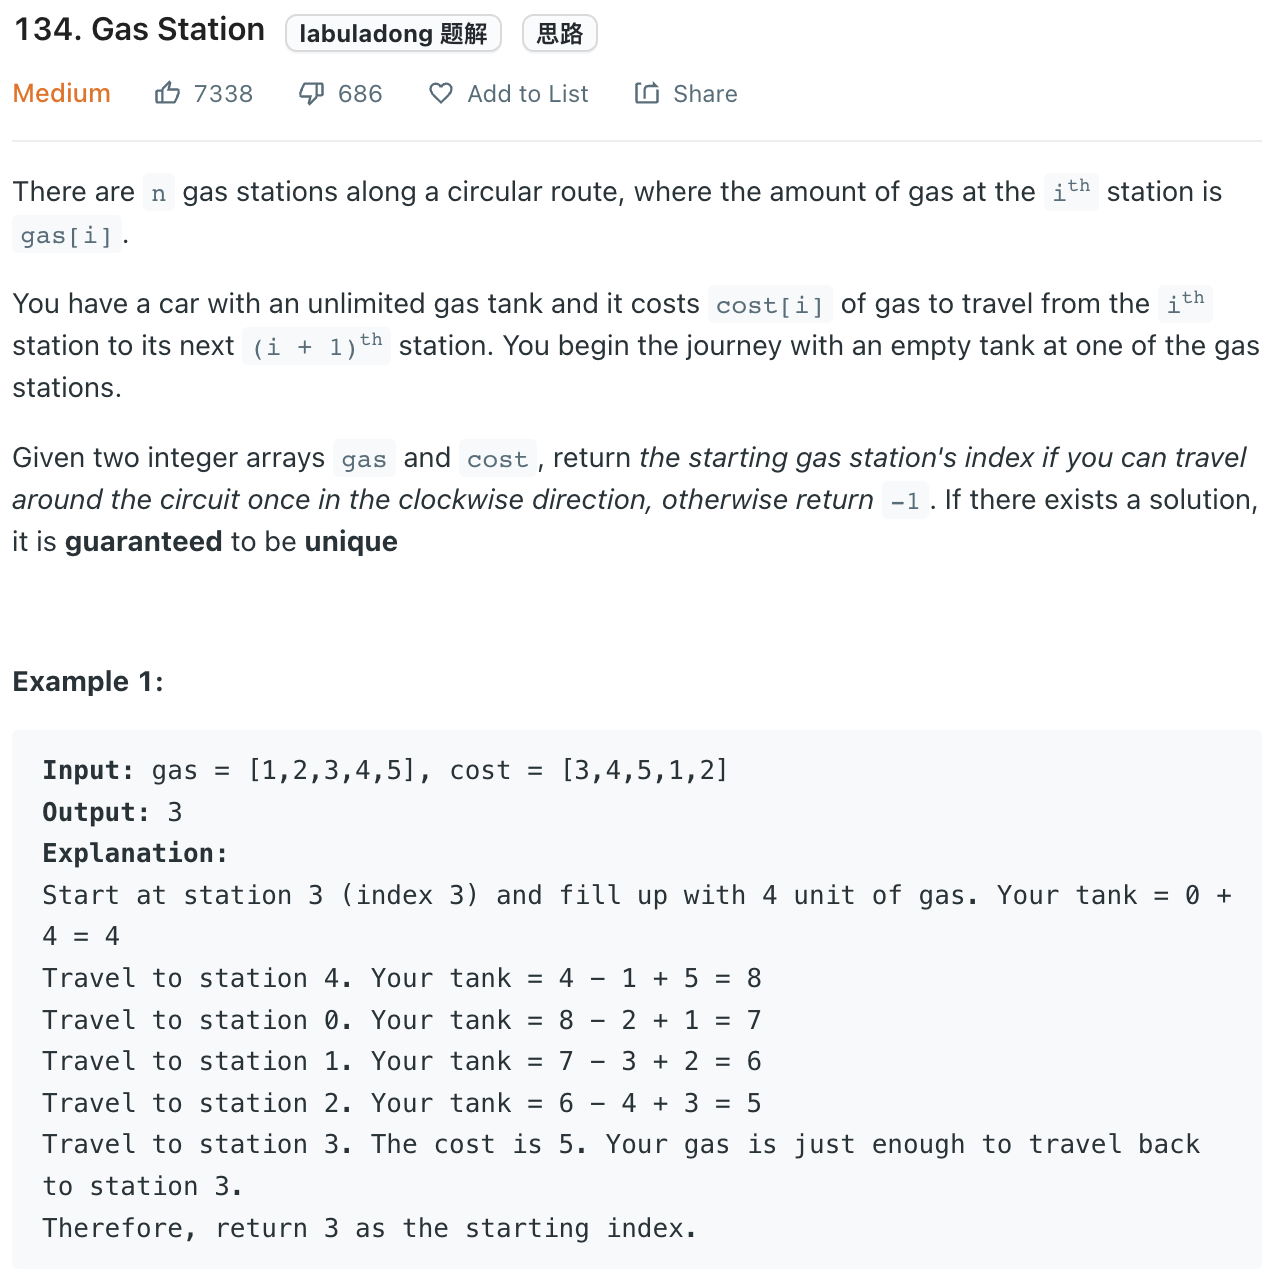 134. Gas Station labuladong 题解 思路
Medium 7338 686 Add to List Share
There are n gas stations along a circular route, where the amount of gas at the ith station is
gas[i].
You have a car with an unlimited gas tank and it costs cost[i] of gas to travel from the ith
station to its next (i + 1)th station. You begin the journey with an empty tank at one of the gas
stations.
Given two integer arrays gas and cost, return the starting gas station's index if you can travel
around the circuit once in the clockwise direction, otherwise return -1. If there exists a solution,
it is guaranteed to be unique
Example 1:
Input: gas = [1,2,3,4,5], cost = [3,4,5,1,2]
Output: 3
Explanation:
Start at station 3 (index 3) and fill up with 4 unit of gas. Your tank = 0 +
4 = 4
Travel to station 4. Your tank = 4 - 1 + 5 = 8
Travel to station 0. Your tank = 8 - 2 + 1 = 7
Travel to station 1. Your tank = 7 - 3 + 2 = 6
Travel to station 2. Your tank = 6 - 4 + 3 = 5
Travel to station 3. The cost is 5. Your gas is just enough to travel back
to station 3.
Therefore, return 3 as the starting index.